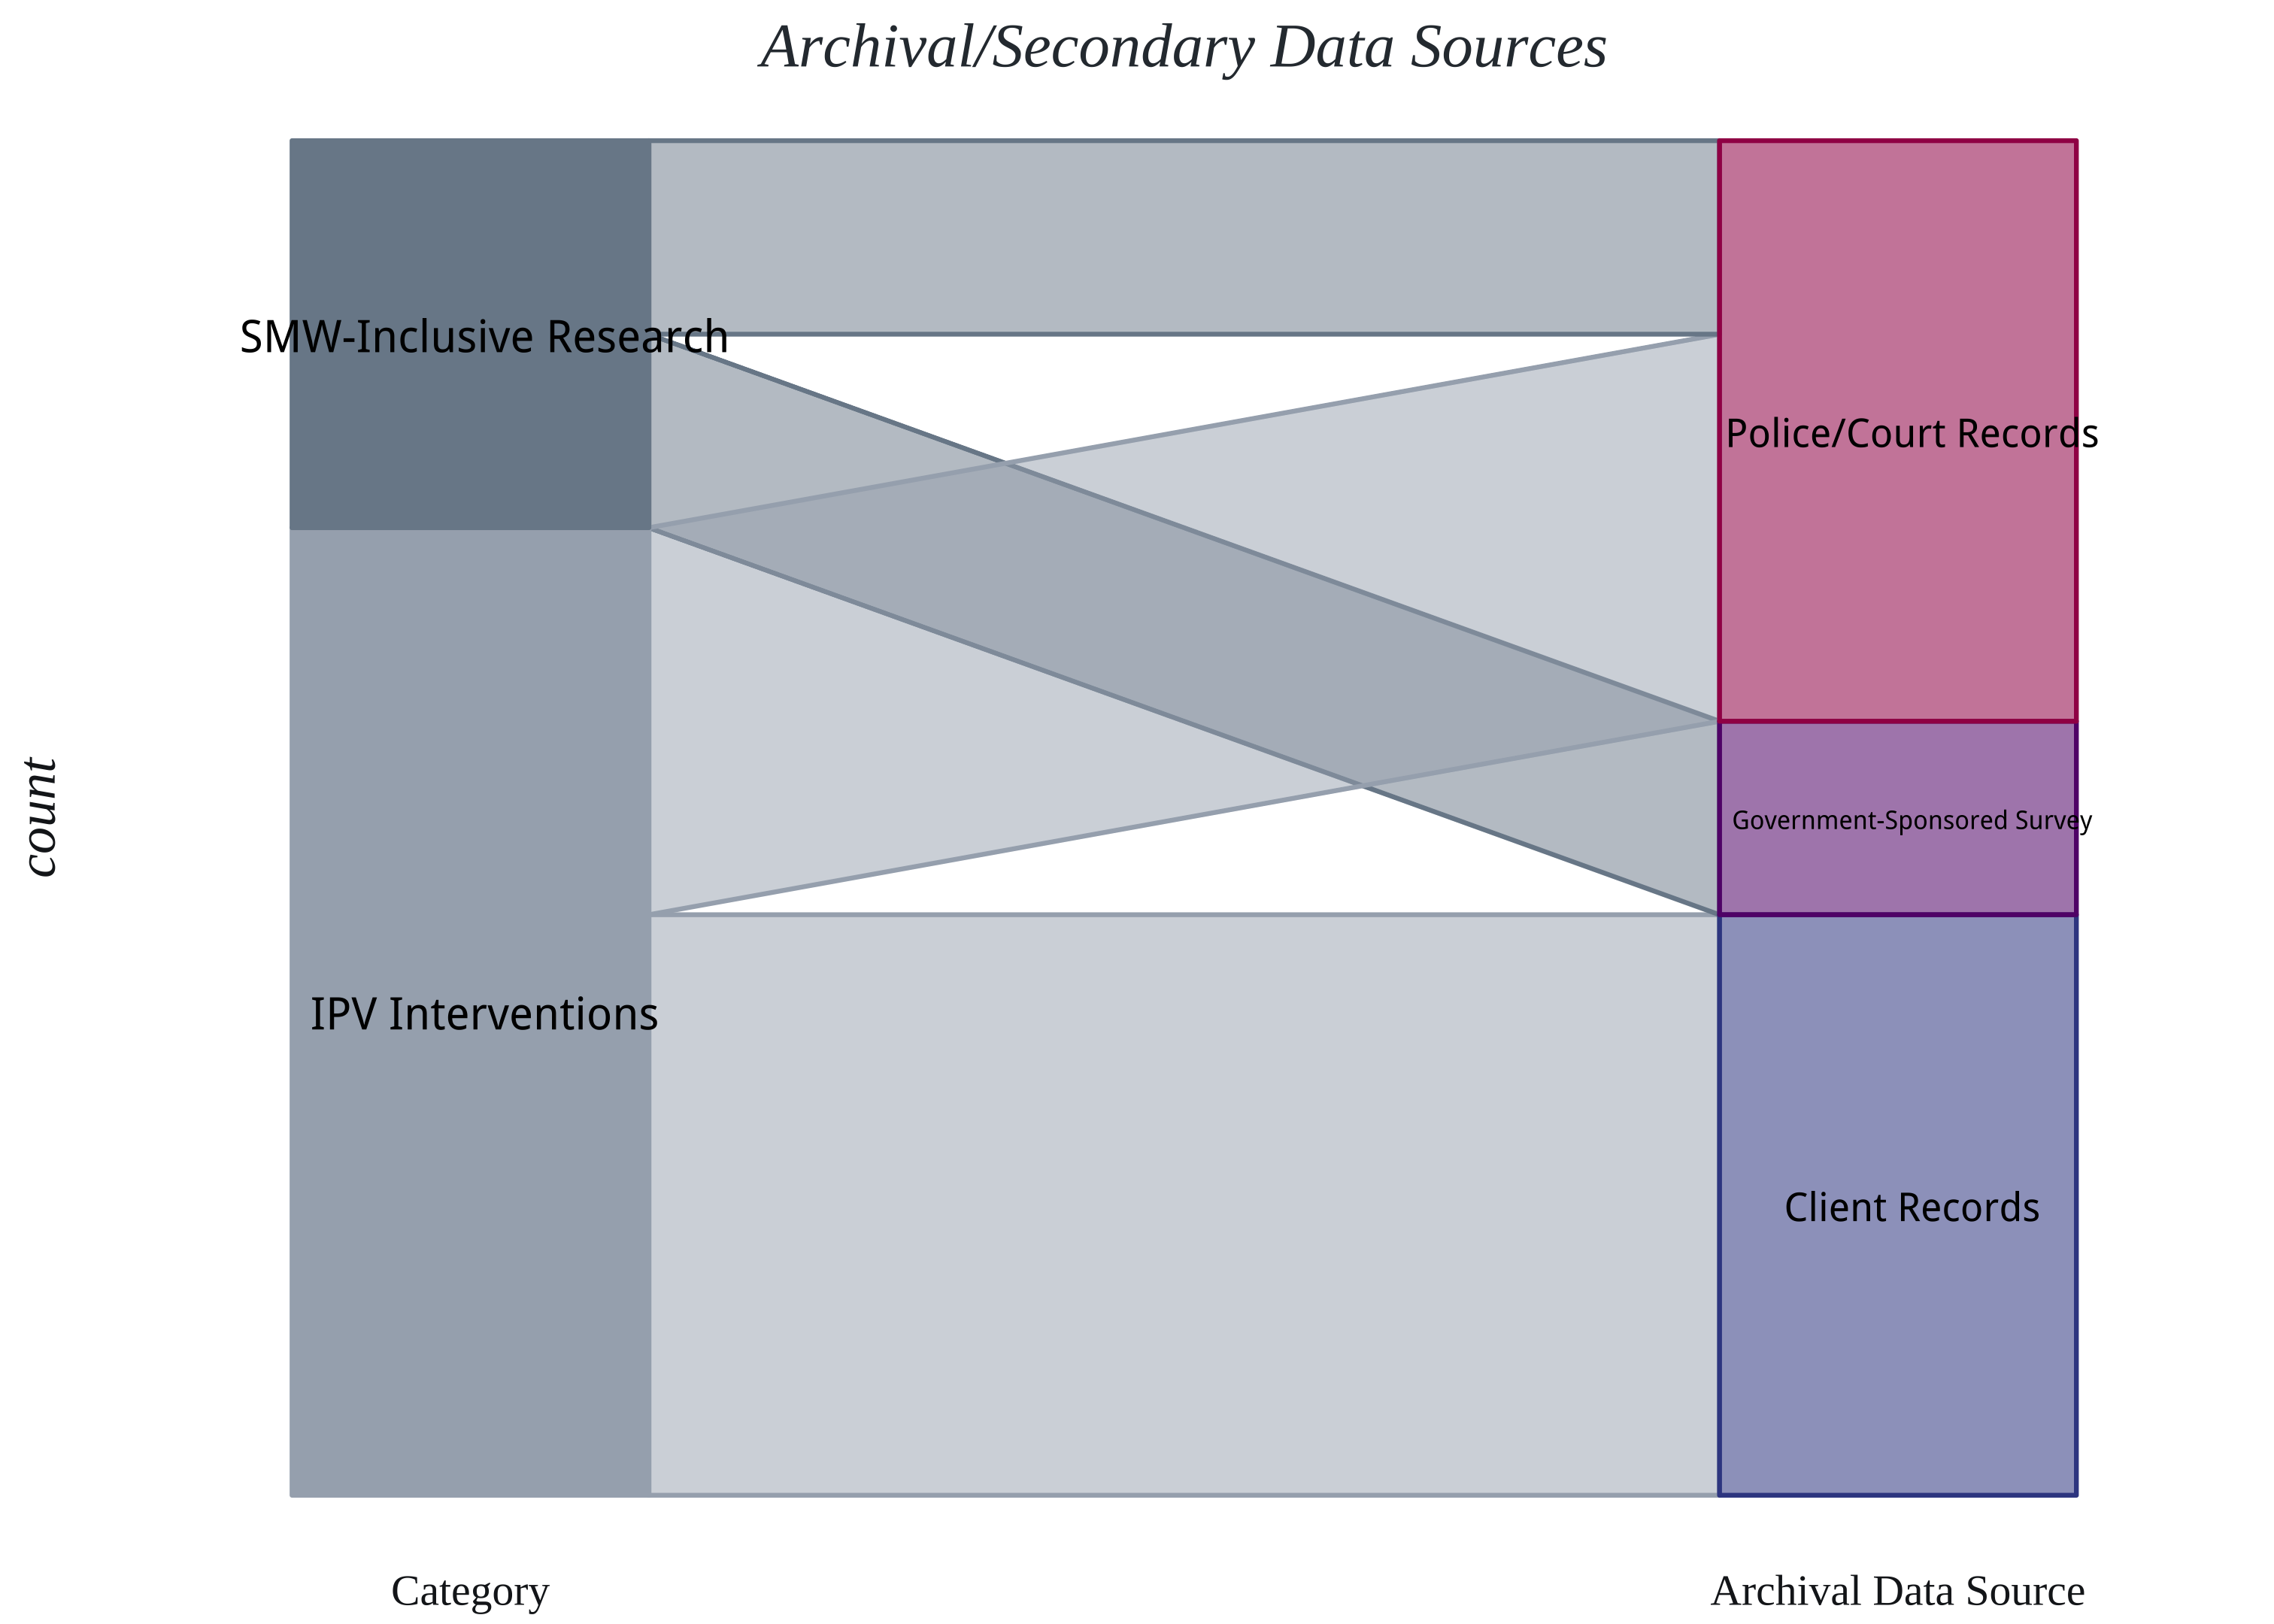 Archival/Secondary Data Sources
SMW-Inclusive Research
Police/Court Records
count
Government-Sponsored Survey
IPV Interventions
Client Records
Category
Archival Data Source